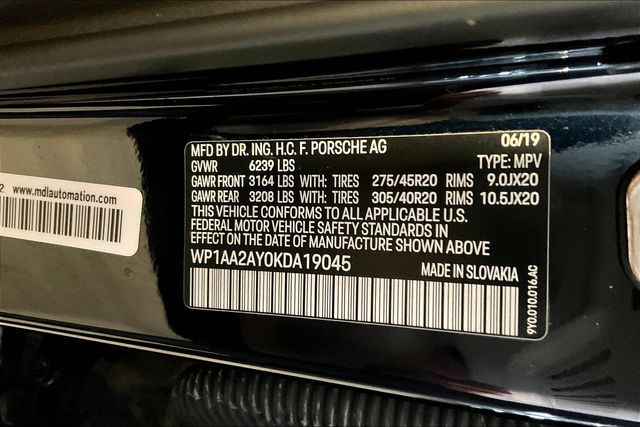 2 www.mdlautomation.com
MFD BY DR. ING. H.C. F. PORSCHE AG 06/19
GVWR 6239 LBS TYPE: MPV
GAWR FRONT 3164 LBS WITH: TIRES 275/45R20 RIMS 9.0JX20
GAWR REAR 3208 LBS WITH: TIRES 305/40R20 RIMS 10.5JX20
THIS VEHICLE CONFORMS TO ALL APPLICABLE U.S.
FEDERAL MOTOR VEHICLE SAFETY STANDARDS IN
EFFECT ON THE DATE OF MANUFACTURE SHOWN ABOVE
WP1AA2AY0KDA19045 MADE IN SLOVAKIA
9Y0.010.016.AC